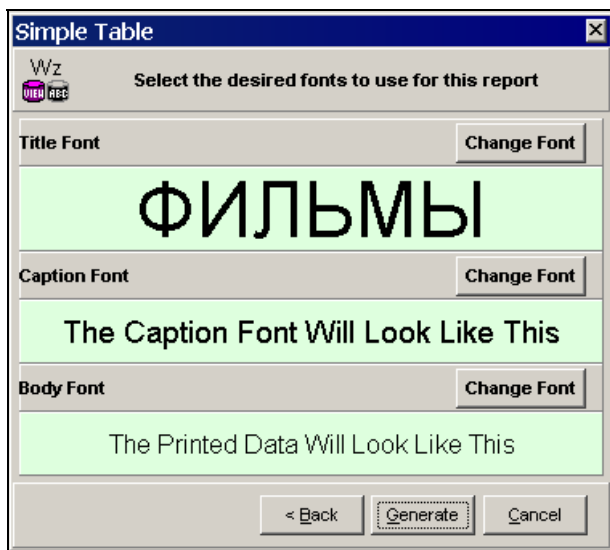 Simple Table
Wz
VIEW ABC
Select the desired fonts to use for this report
Title Font
Change Font
ФИЛЬМЫ
Caption Font
Change Font
The Caption Font Will Look Like This
Body Font
Change Font
The Printed Data Will Look Like This
< Back
Generate
Cancel